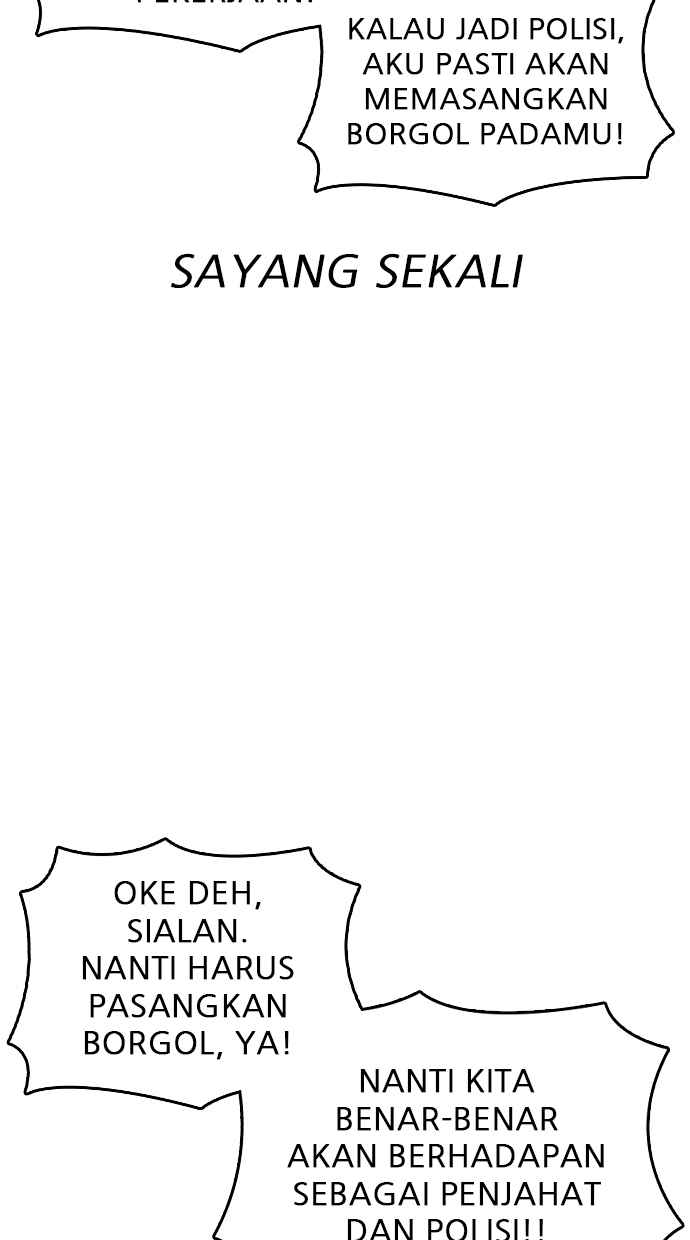 PEKERJAAN?
KALAU JADI POLISI,
AKU PASTI AKAN
MEMASANGKAN
BORGOL PADAMU!
SAYANG SEKALI
OKE DEH,
SIALAN.
NANTI HARUS
PASANGKAN
BORGOL, YA!
NANTI KITA
BENAR-BENAR
AKAN BERHADAPAN
SEBAGAI PENJAHAT
DAN POLISI!!